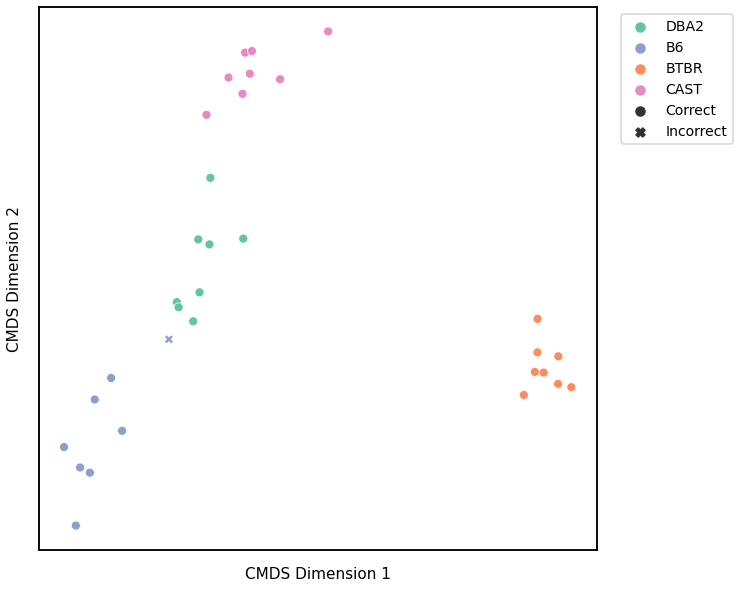 DBA2
B6
BTBR
CAST
Correct
Incorrect
CMDS Dimension 2
CMDS Dimension 1